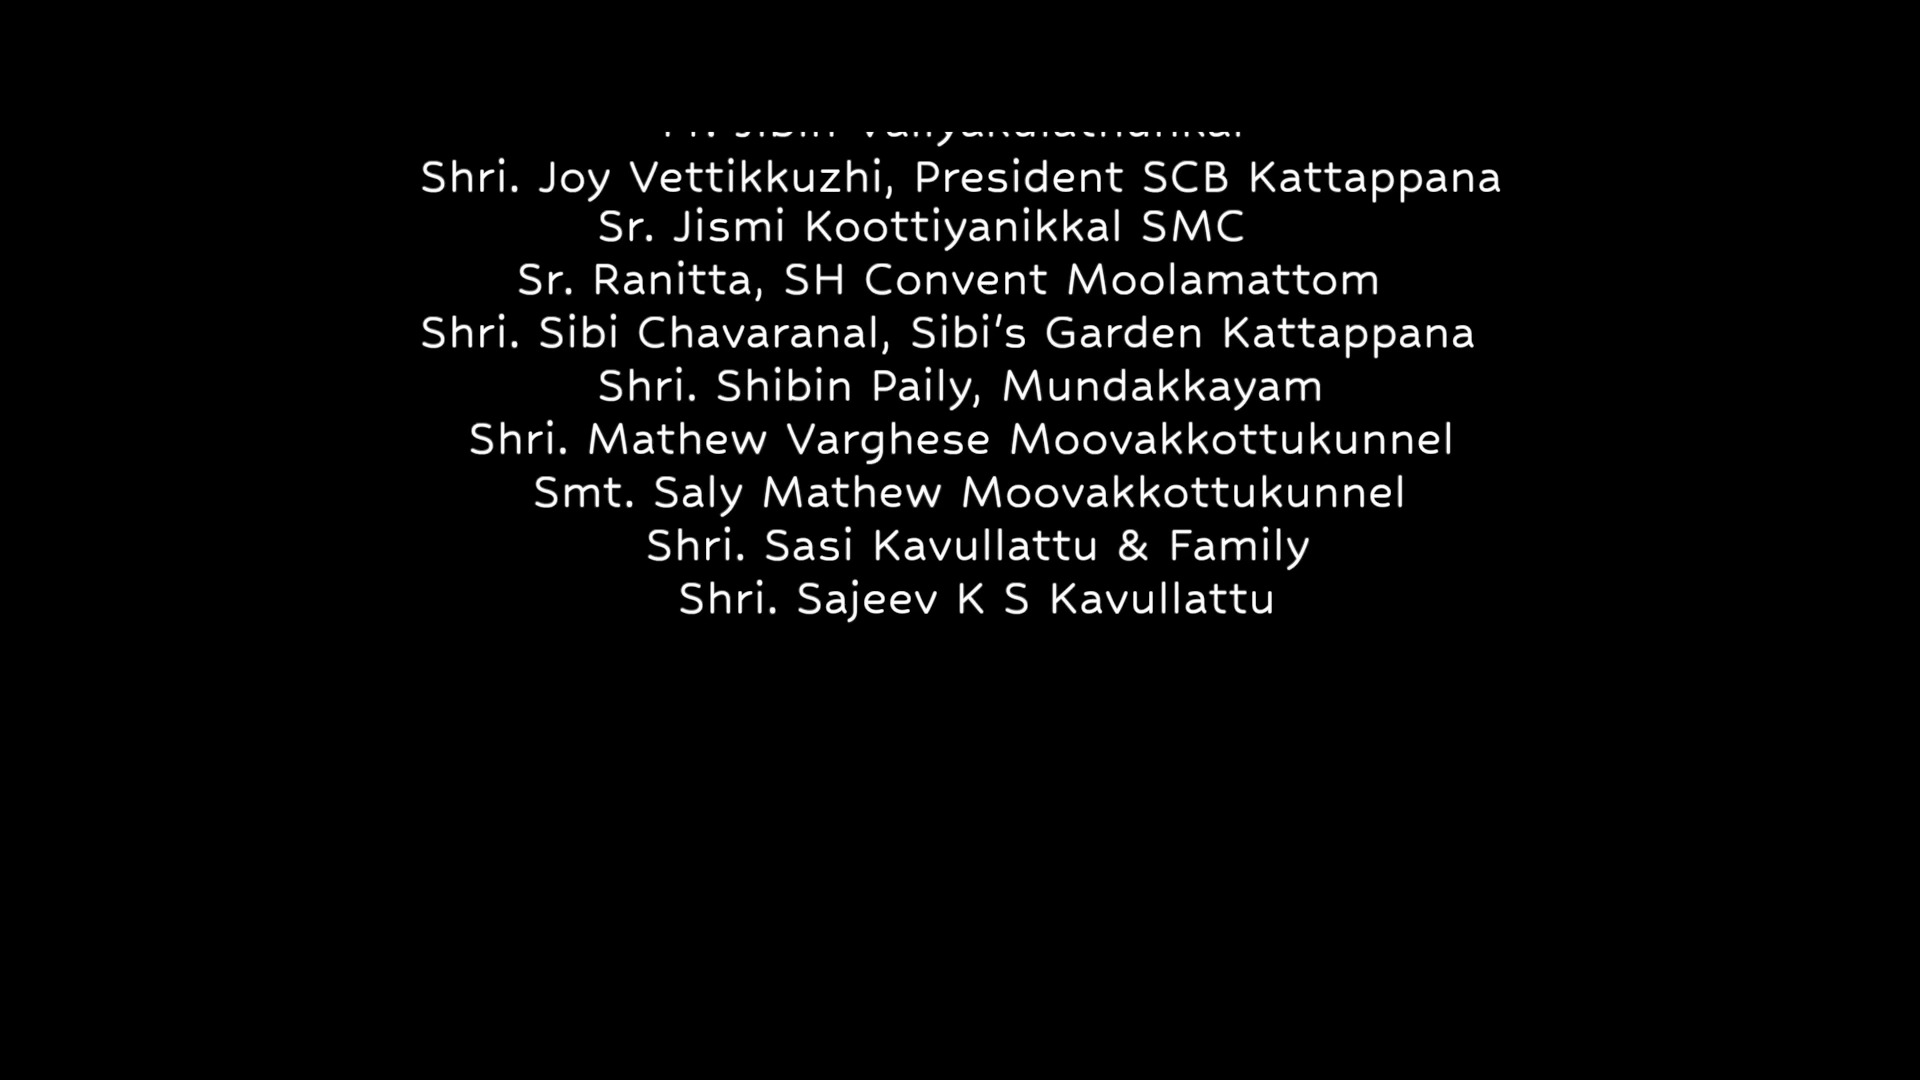 Jibin
Shri. Joy Vettikkuzhi, President SCB Kattappana
Sr. Jismi Koottiyanikkal SMC
Sr. Ranitta, SH Convent Moolamattom
Shri. Sibi Chavaranal, Sibi's Garden Kattappana
Shri. Shibin Paily, Mundakkayam
Shri. Mathew Varghese Moovakkottukunnel
Smt. Saly Mathew Moovakkottukunnel
Shri. Sasi Kavullattu & Family
Shri. Sajeev K S Kavullattu